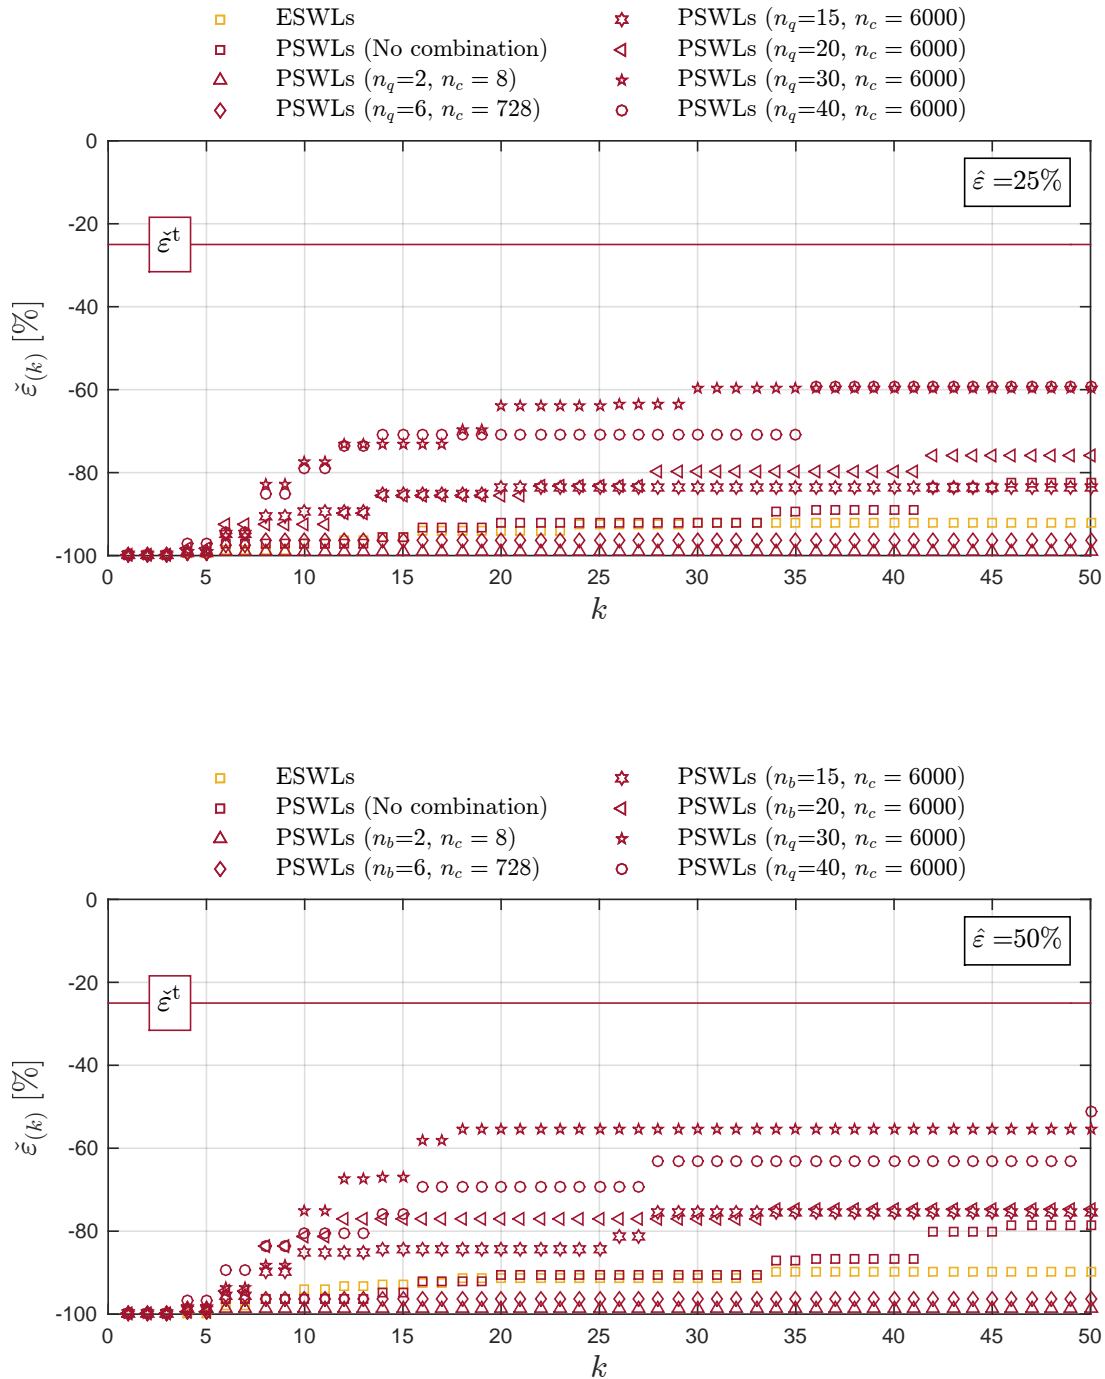 ESWLs
PSWLs (No combination)
PSWLs (n_q=2, n_c = 8)
PSWLs (n_q=6, n_c = 728)
PSWLs (n_q=15, n_c = 6000)
PSWLs (n_q=20, n_c = 6000)
PSWLs (n_q=30, n_c = 6000)
PSWLs (n_q=40, n_c = 6000)
0
-20
-40
-60
-80
-100
ε̌_(k) [%]
ε̌^t
ε̂ =25%
0 5 10 15 20 25 30 35 40 45 50
k
ESWLs
PSWLs (No combination)
PSWLs (n_b=2, n_c = 8)
PSWLs (n_b=6, n_c = 728)
PSWLs (n_b=15, n_c = 6000)
PSWLs (n_b=20, n_c = 6000)
PSWLs (n_q=30, n_c = 6000)
PSWLs (n_q=40, n_c = 6000)
0
-20
-40
-60
-80
-100
ε̌_(k) [%]
ε̌^t
ε̂ =50%
0 5 10 15 20 25 30 35 40 45 50
k